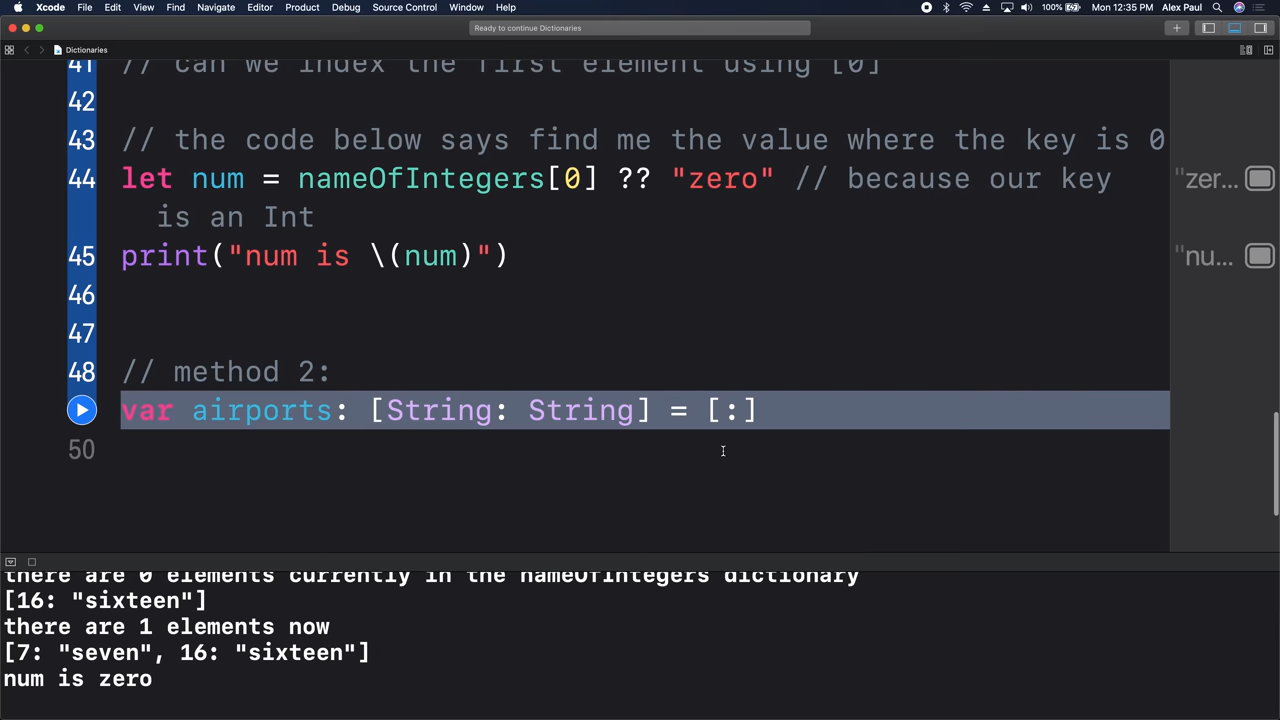 Xcode File Edit View Find Navigate Editor Product Debug Source Control Window Help 100% Mon 12:35 PM Alex Paul
Ready to continue Dictionaries
Dictionaries
41 // can we index the first element using [0]
42
43 // the code below says find me the value where the key is 0
44 let num = nameOfIntegers[0] ?? "zero" // because our key "zer...
is an Int
45 print("num is \(num)") "nu...
46
47
48 // method 2:
var airports: [String: String] = [:]
50
there are 0 elements currently in the nameOfIntegers dictionary
[16: "sixteen"]
there are 1 elements now
[7: "seven", 16: "sixteen"]
num is zero